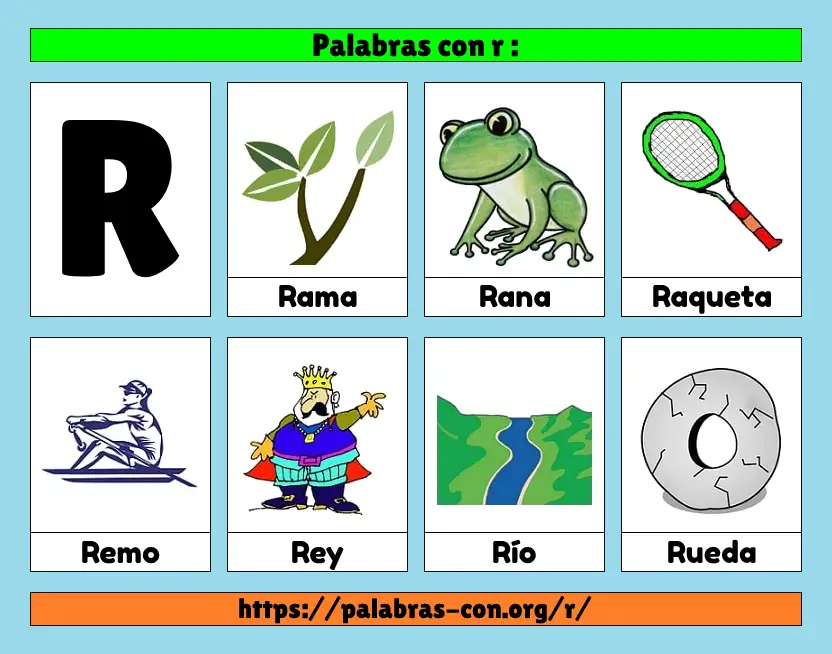 Palabras con r :
R
Rama
Rana
Raqueta
Remo
Rey
Río
Rueda
https://palabras-con.org/r/